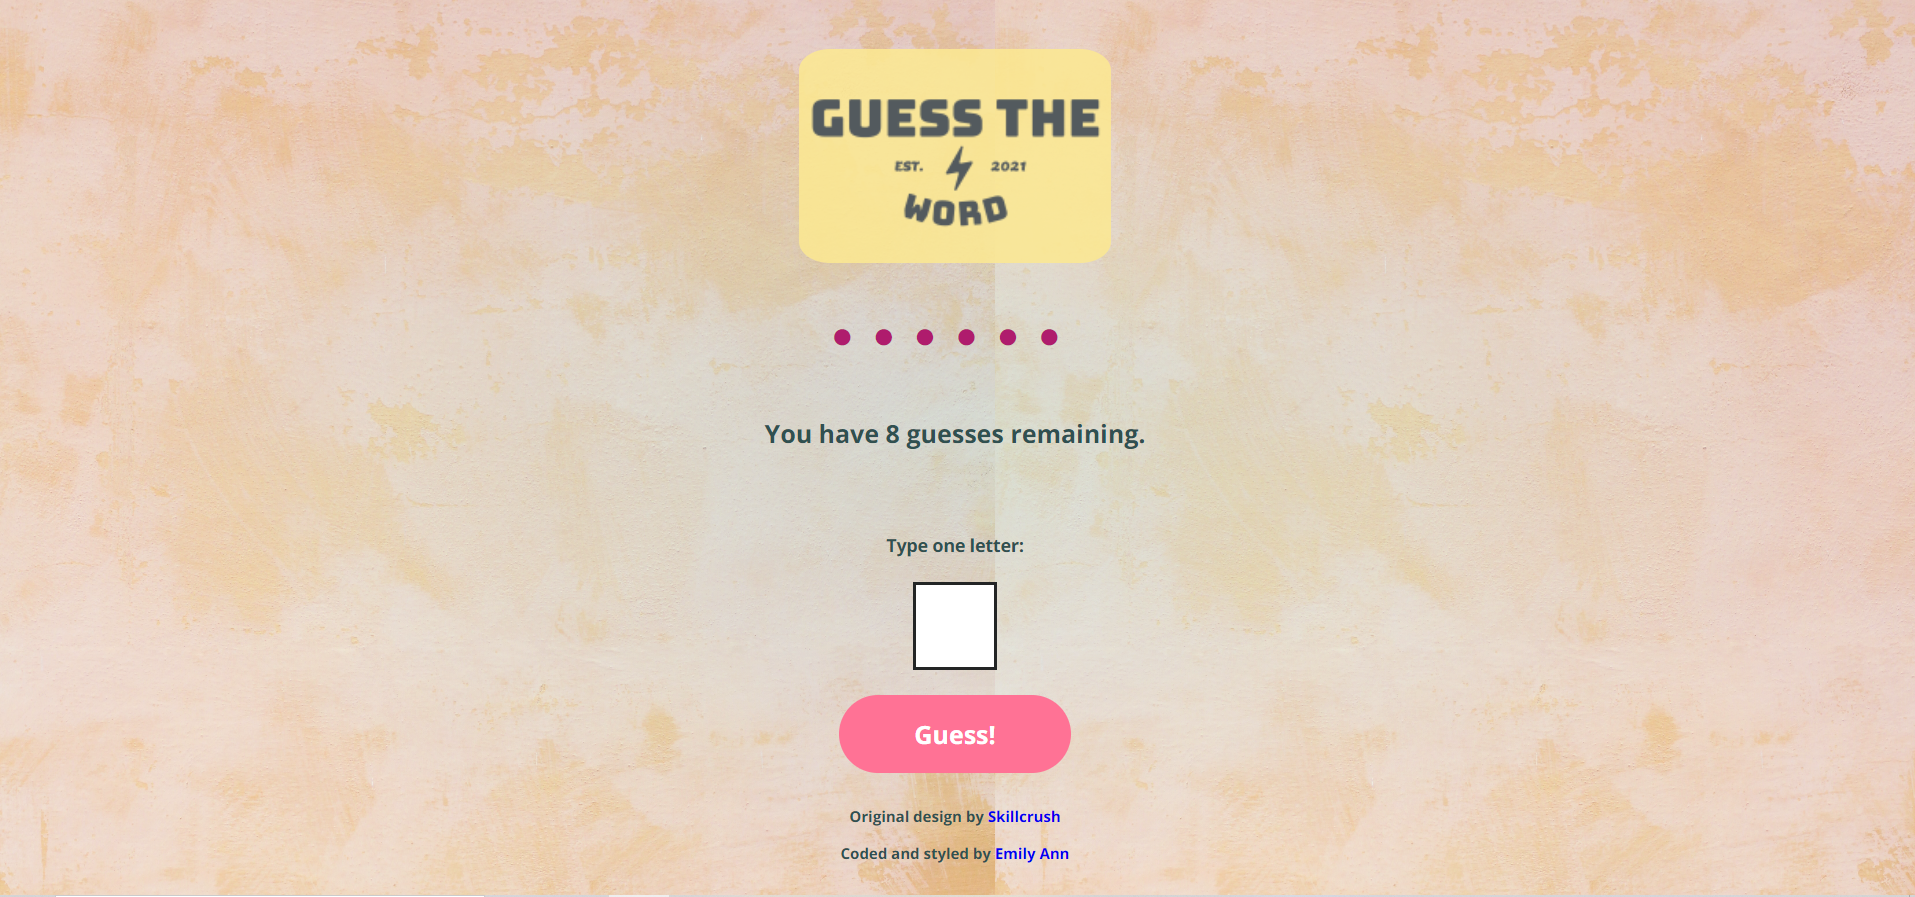 GUESS THE
EST. 2021
WORD
● ● ● ● ● ●
You have 8 guesses remaining.
Type one letter:
Guess!
Original design by Skillcrush
Coded and styled by Emily Ann